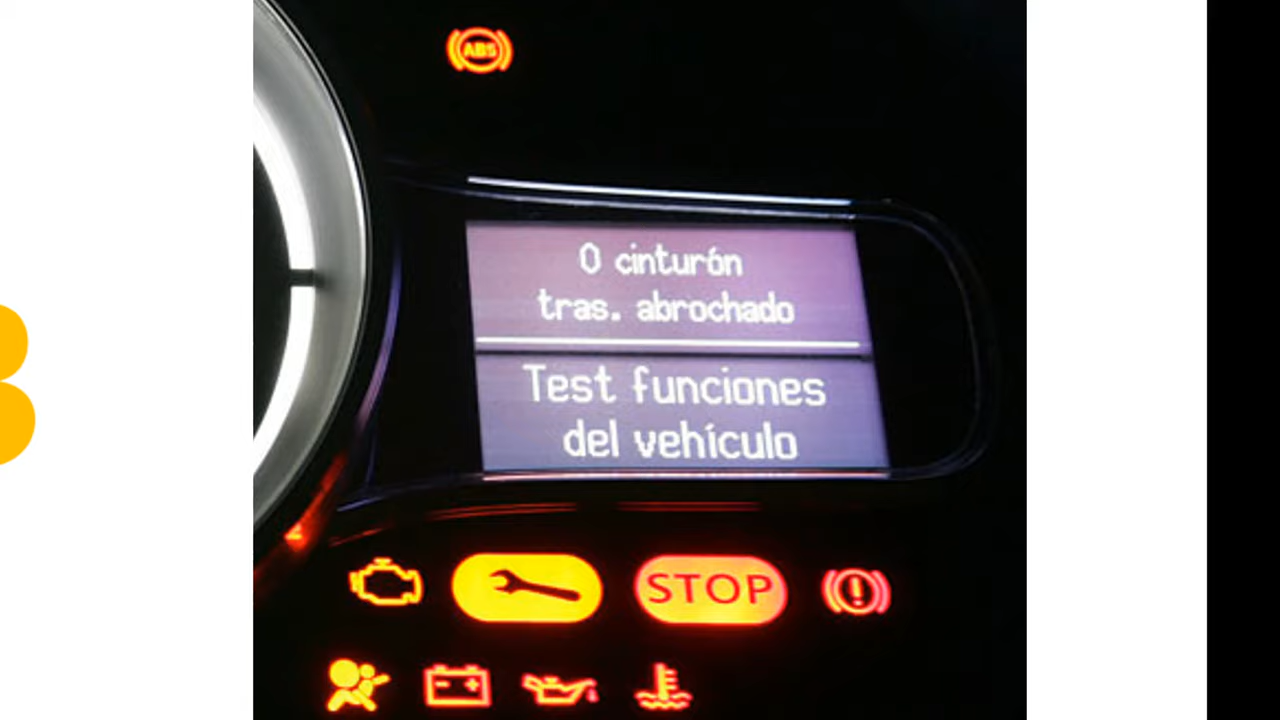 ABS
0 cinturón
tras. abrochado
Test funciones
del vehículo
STOP